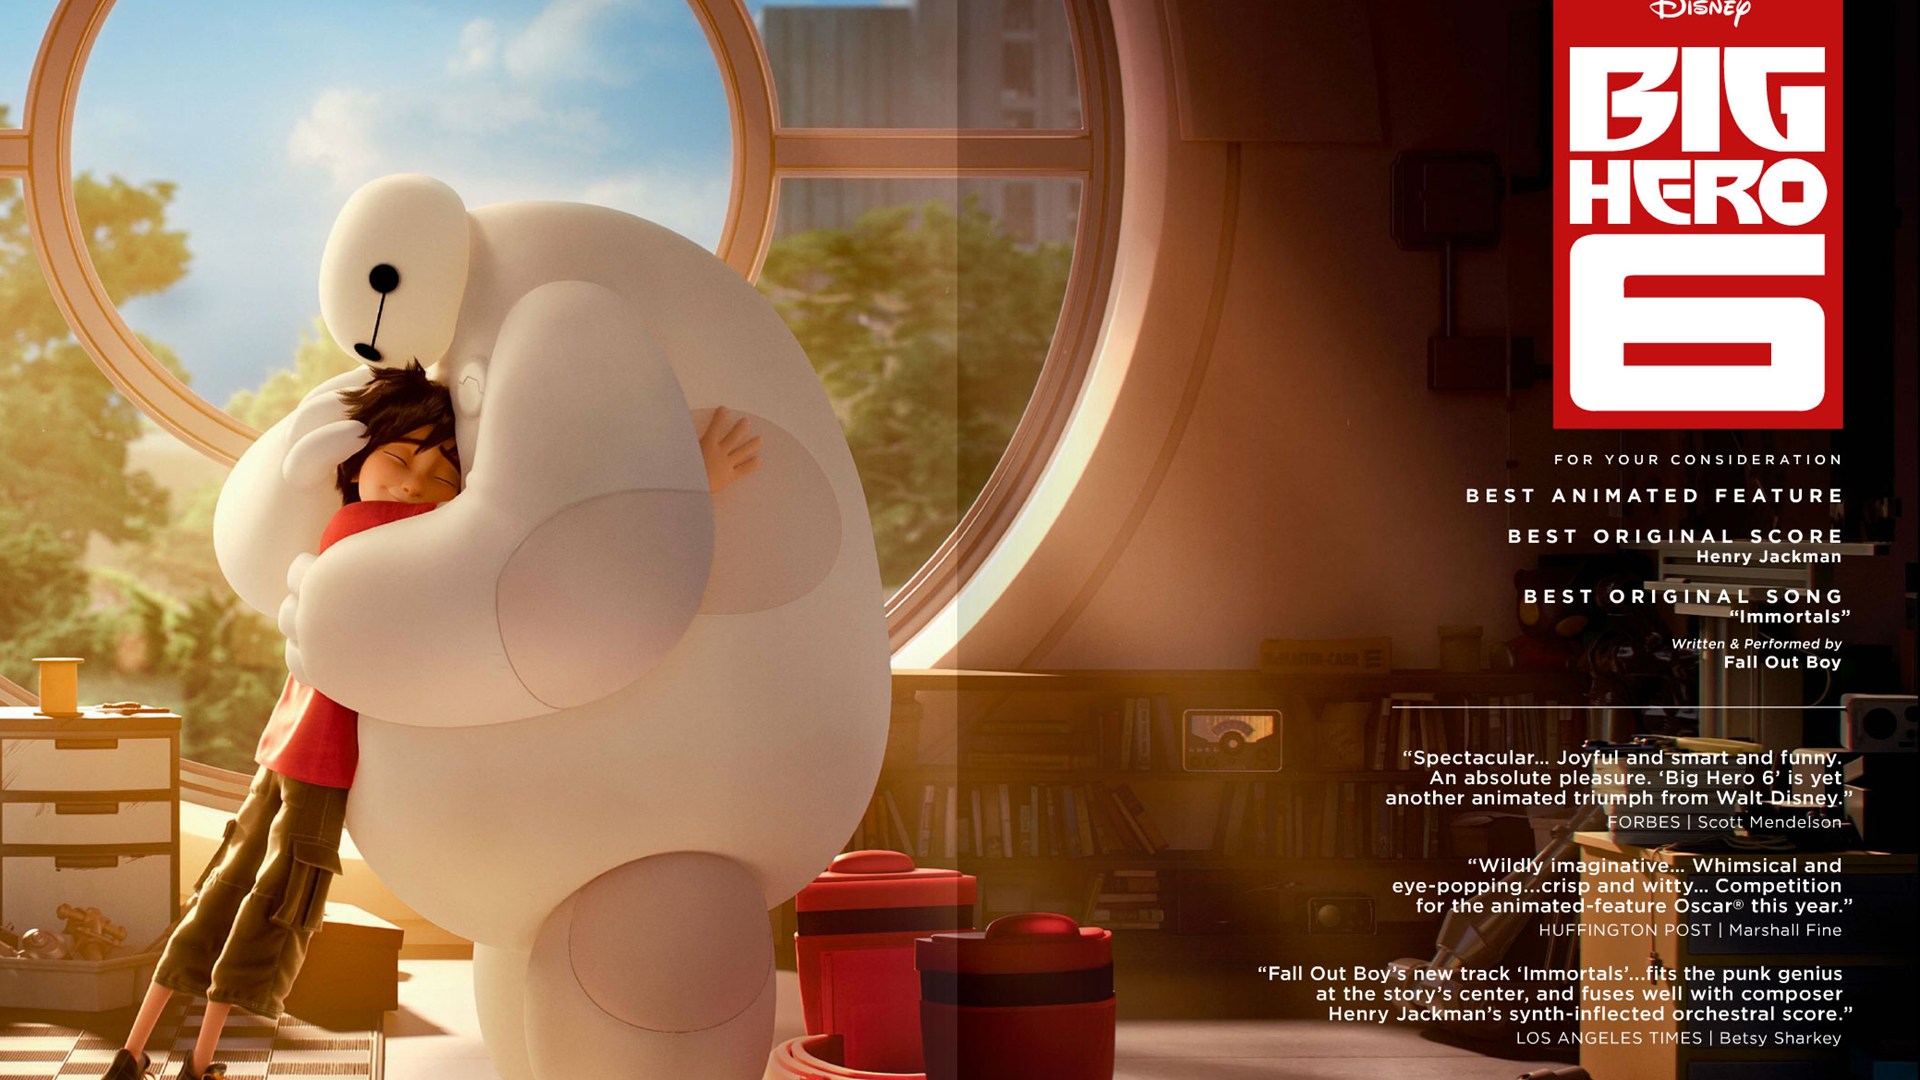 DISNEY
BIG
HERO
6
FOR YOUR CONSIDERATION
BEST ANIMATED FEATURE
BEST ORIGINAL SCORE
Henry Jackman
BEST ORIGINAL SONG
“Immortals”
Written & Performed by
Fall Out Boy
“Spectacular... Joyful and smart and funny.
An absolute pleasure. ‘Big Hero 6’ is yet
another animated triumph from Walt Disney.”
FORBES | Scott Mendelson
“Wildly imaginative... Whimsical and
eye-popping...crisp and witty... Competition
for the animated-feature Oscar® this year.”
HUFFINGTON POST | Marshall Fine
“Fall Out Boy’s new track ‘Immortals’...fits the punk genius
at the story’s center, and fuses well with composer
Henry Jackman’s synth-inflected orchestral score.”
LOS ANGELES TIMES | Betsy Sharkey